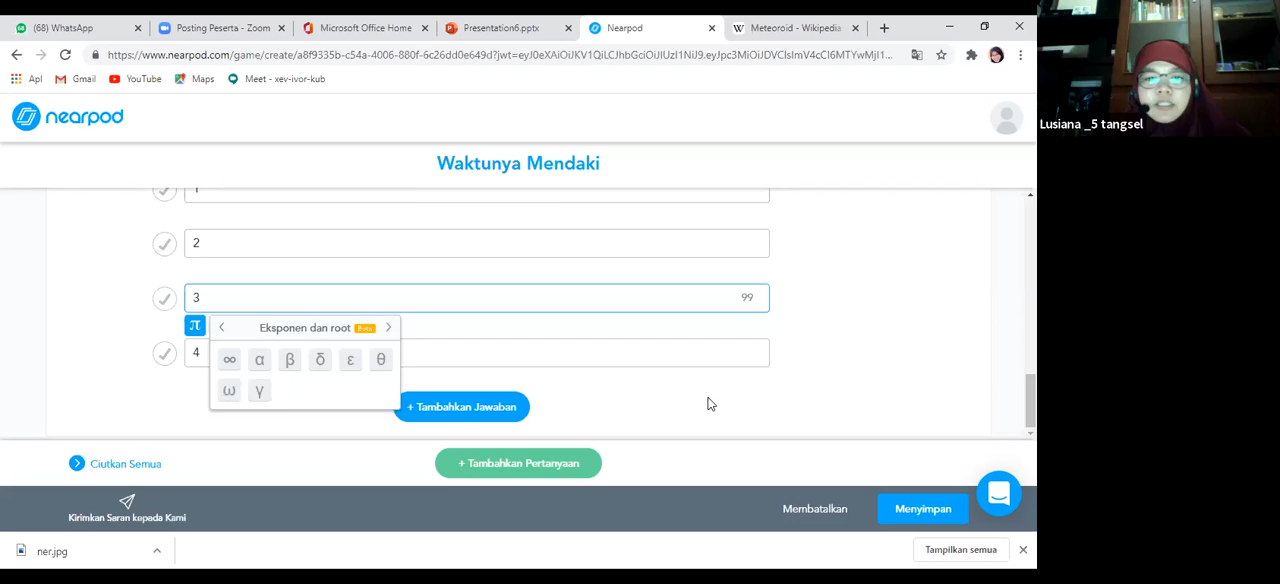 (68) WhatsApp
Posting Peserta - Zoom
Microsoft Office Home
Presentation6.pptx
Nearpod
Meteoroid - Wikipedia
https://www.nearpod.com/game/create/a8f9335b-c54a-4006-880f-6c26dd0e649d?jwt=eyJ0eXAiOiJKV1QiLCJhbGciOiJIUzI1NiJ9.eyJpc3MiOiJDVCIsImV4cCI6MTYwMjI...
Apl
Gmail
YouTube
Maps
Meet - xev-ivor-kub
nearpod
Lusiana _5 tangsel
Waktunya Mendaki
1
2
3
99
π
Eksponen dan root Beta
4
∞ α β δ ε θ
ω γ
+ Tambahkan Jawaban
Ciutkan Semua
+ Tambahkan Pertanyaan
Kirimkan Saran kepada Kami
Membatalkan
Menyimpan
ner.jpg
Tampilkan semua